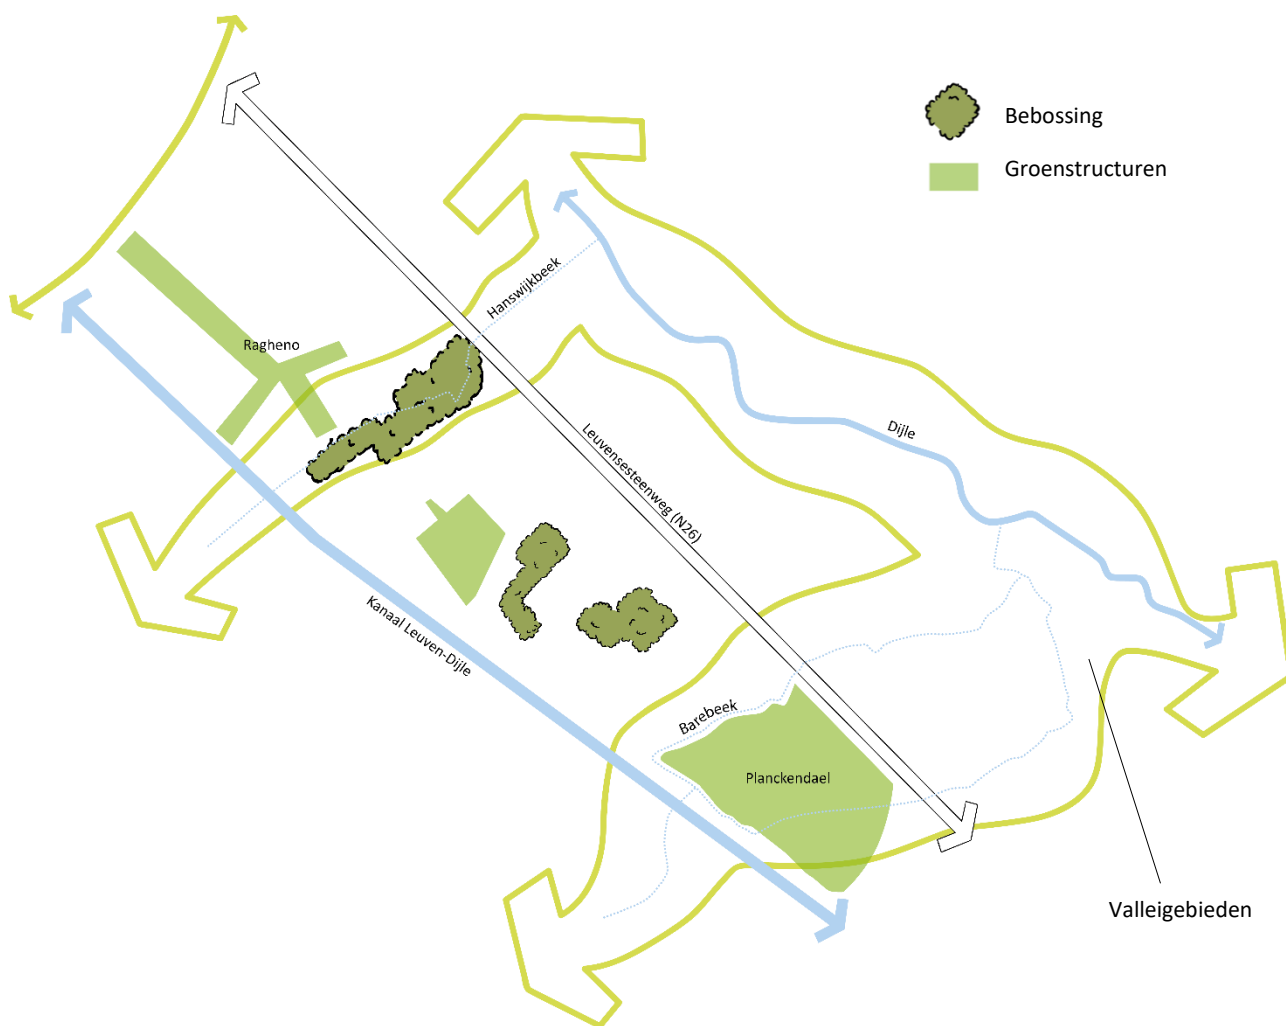 Bebossing
Groenstructuren
Hanswijkbeek
Ragheno
Dijle
Leuvensesteenweg (N26)
Kanaal Leuven-Dijle
Barebeek
Planckendael
Valleigebieden